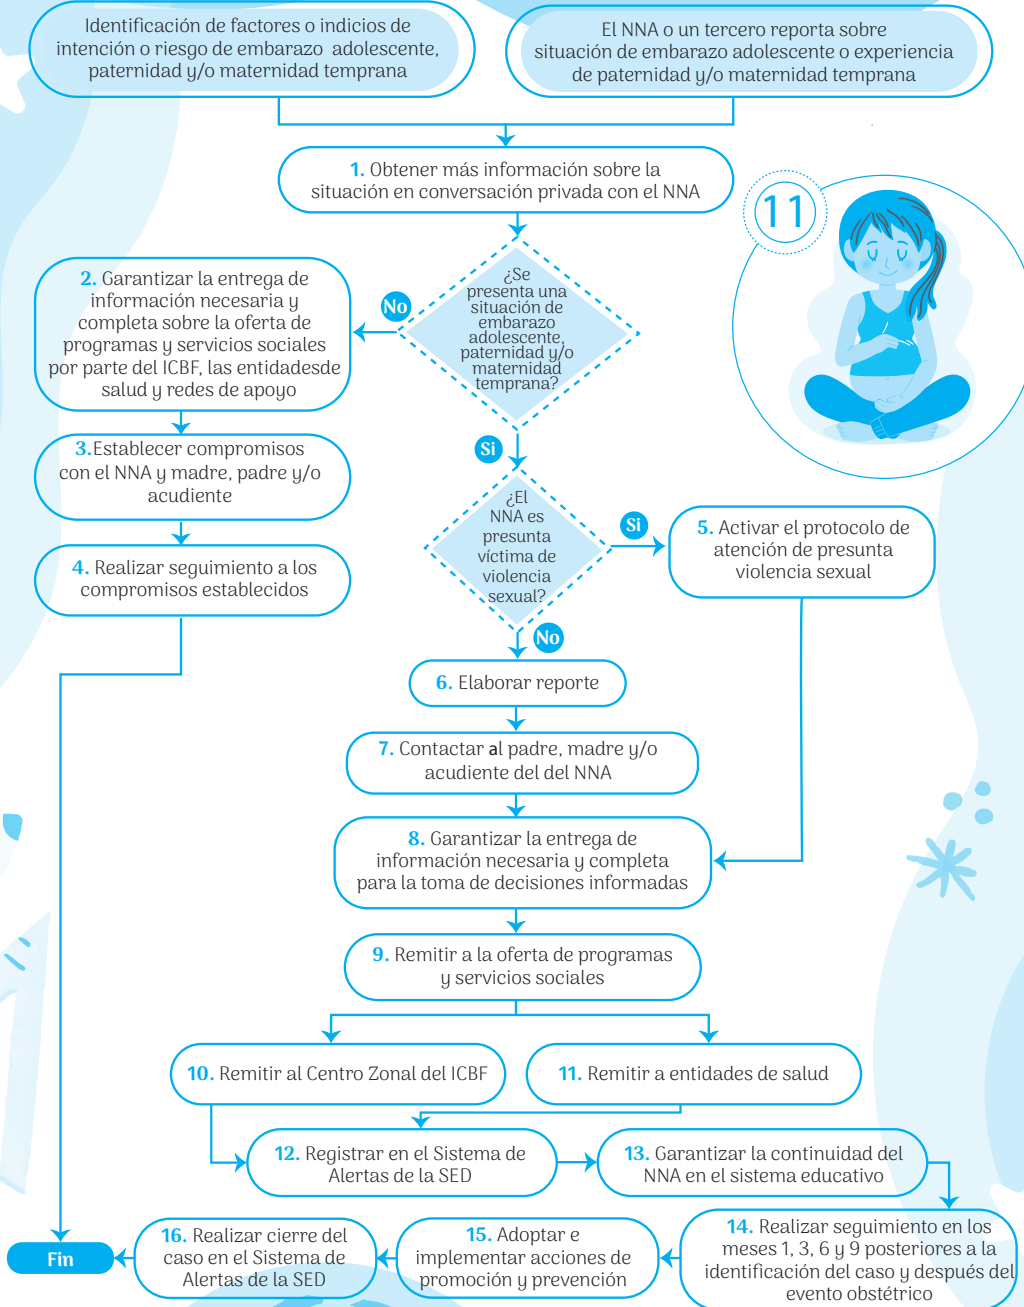 Identificación de factores o indicios de
intención o riesgo de embarazo adolescente,
paternidad y/o maternidad temprana
El NNA o un tercero reporta sobre
situación de embarazo adolescente o experiencia
de paternidad y/o maternidad temprana
1. Obtener más información sobre la
situación en conversación privada con el NNA
11
¿Se
presenta una
situación de
embarazo
adolescente,
paternidad y/o
maternidad
temprana?
No
2. Garantizar la entrega de
información necesaria y
completa sobre la oferta de
programas y servicios sociales
por parte del ICBF, las entidadesde
salud y redes de apoyo
3.Establecer compromisos
con el NNA y madre, padre y/o
acudiente
4. Realizar seguimiento a los
compromisos establecidos
Si
¿El
NNA es
presunta
víctima de
violencia
sexual?
Si
5. Activar el protocolo de
atención de presunta
violencia sexual
No
6. Elaborar reporte
7. Contactar al padre, madre y/o
acudiente del del NNA
8. Garantizar la entrega de
información necesaria y completa
para la toma de decisiones informadas
9. Remitir a la oferta de programas
y servicios sociales
10. Remitir al Centro Zonal del ICBF
11. Remitir a entidades de salud
12. Registrar en el Sistema de
Alertas de la SED
13. Garantizar la continuidad del
NNA en el sistema educativo
14. Realizar seguimiento en los
meses 1, 3, 6 y 9 posteriores a la
identificación del caso y después del
evento obstétrico
15. Adoptar e
implementar acciones de
promoción y prevención
16. Realizar cierre del
caso en el Sistema de
Alertas de la SED
Fin